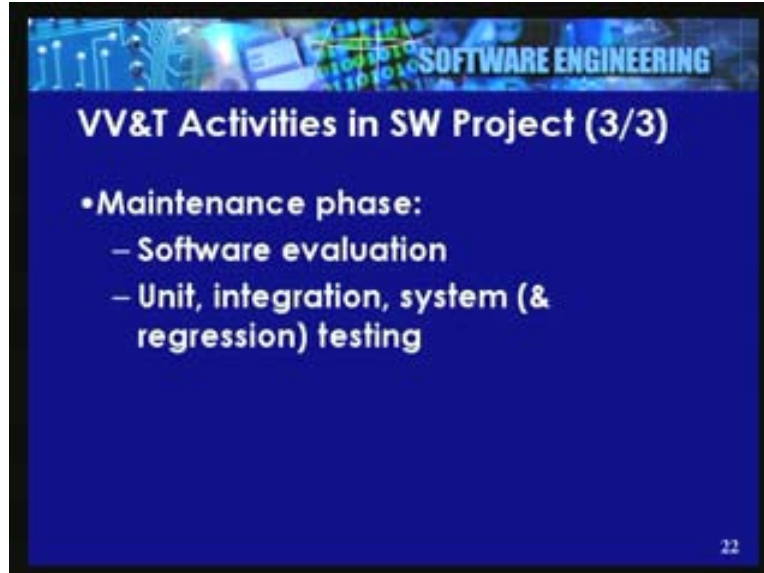 SOFTWARE ENGINEERING
VV&T Activities in SW Project (3/3)
•Maintenance phase:
– Software evaluation
– Unit, integration, system (&
regression) testing
22